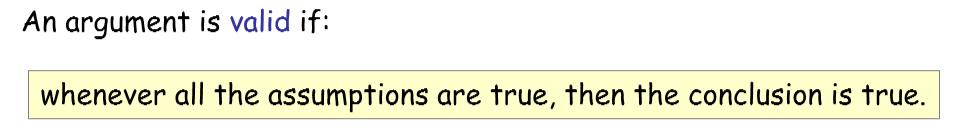 An argument is valid if:
whenever all the assumptions are true, then the conclusion is true.